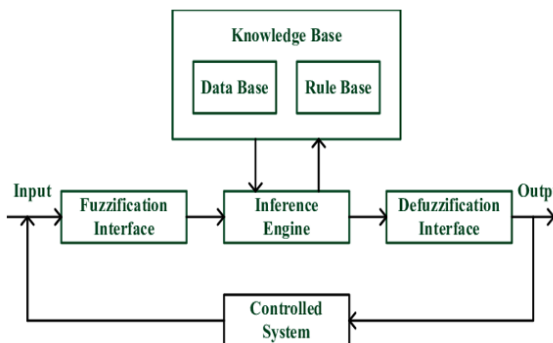 Knowledge Base
Data Base
Rule Base
Input
Fuzzification
Interface
Inference
Engine
Defuzzification
Interface
Outp
Controlled
System